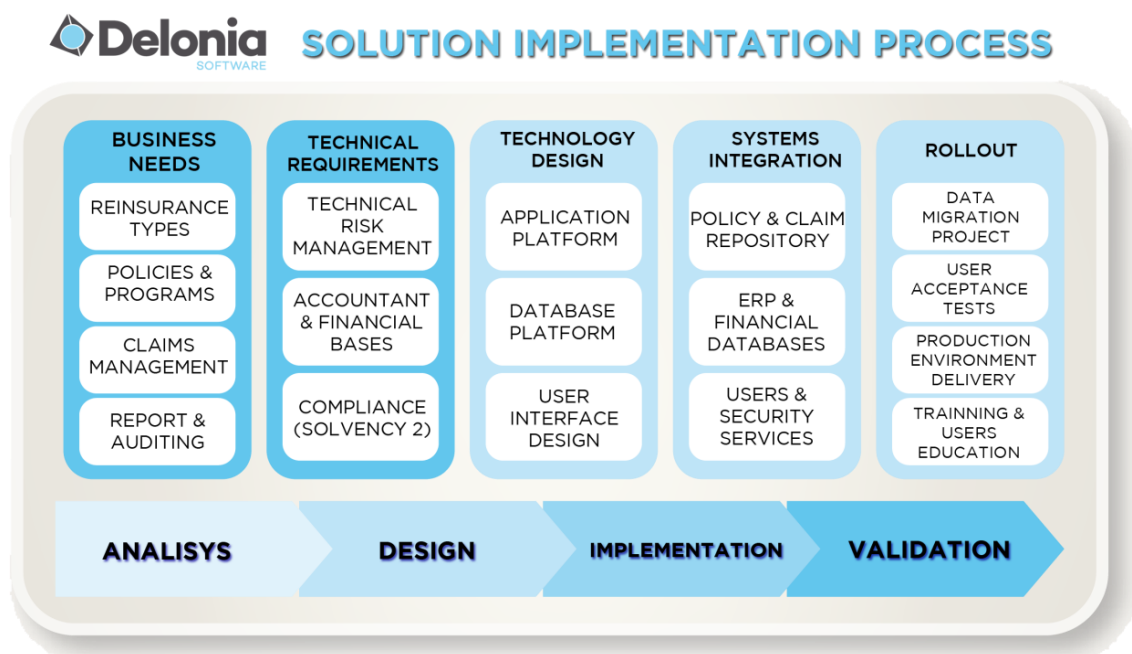 Delonia
SOFTWARE
SOLUTION IMPLEMENTATION PROCESS
BUSINESS
NEEDS
REINSURANCE
TYPES
POLICIES &
PROGRAMS
CLAIMS
MANAGEMENT
REPORT &
AUDITING
TECHNICAL
REQUIREMENTS
TECHNICAL
RISK
MANAGEMENT
ACCOUNTANT
& FINANCIAL
BASES
COMPLIANCE
(SOLVENCY 2)
TECHNOLOGY
DESIGN
APPLICATION
PLATFORM
DATABASE
PLATFORM
USER
INTERFACE
DESIGN
SYSTEMS
INTEGRATION
POLICY & CLAIM
REPOSITORY
ERP &
FINANCIAL
DATABASES
USERS &
SECURITY
SERVICES
ROLLOUT
DATA
MIGRATION
PROJECT
USER
ACCEPTANCE
TESTS
PRODUCTION
ENVIRONMENT
DELIVERY
TRAINNING &
USERS
EDUCATION
ANALISYS
DESIGN
IMPLEMENTATION
VALIDATION